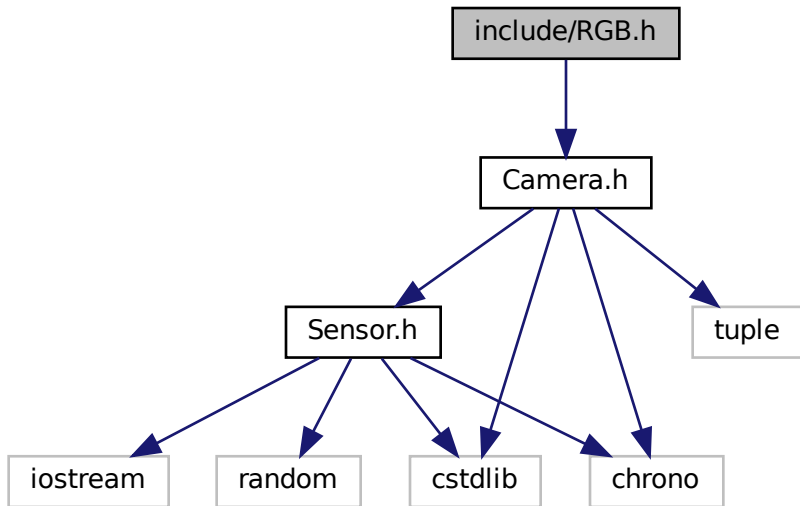 include/RGB.h
Camera.h
Sensor.h
tuple
iostream
random
cstdlib
chrono